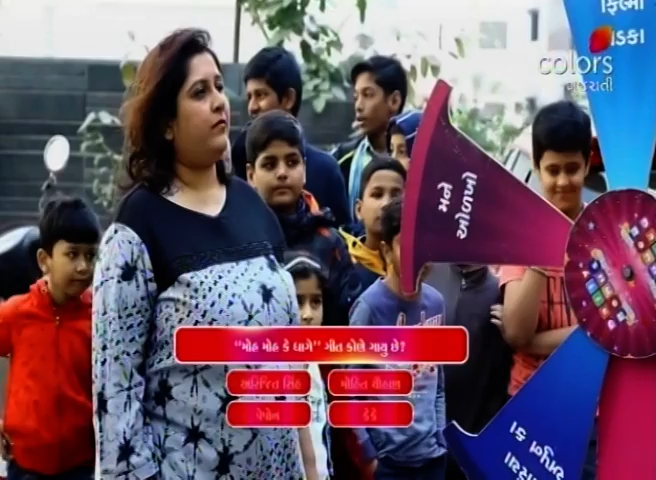 ફિલ્મી
colors
ગુજરાતી
મને
ઓળખો
"મોહ મોહ કે ધાગે" ગીત કોણે ગાયુ છે?
અરિજિત સિંહ
મોહિત ચૌહાણ
પેપોન
કેકે